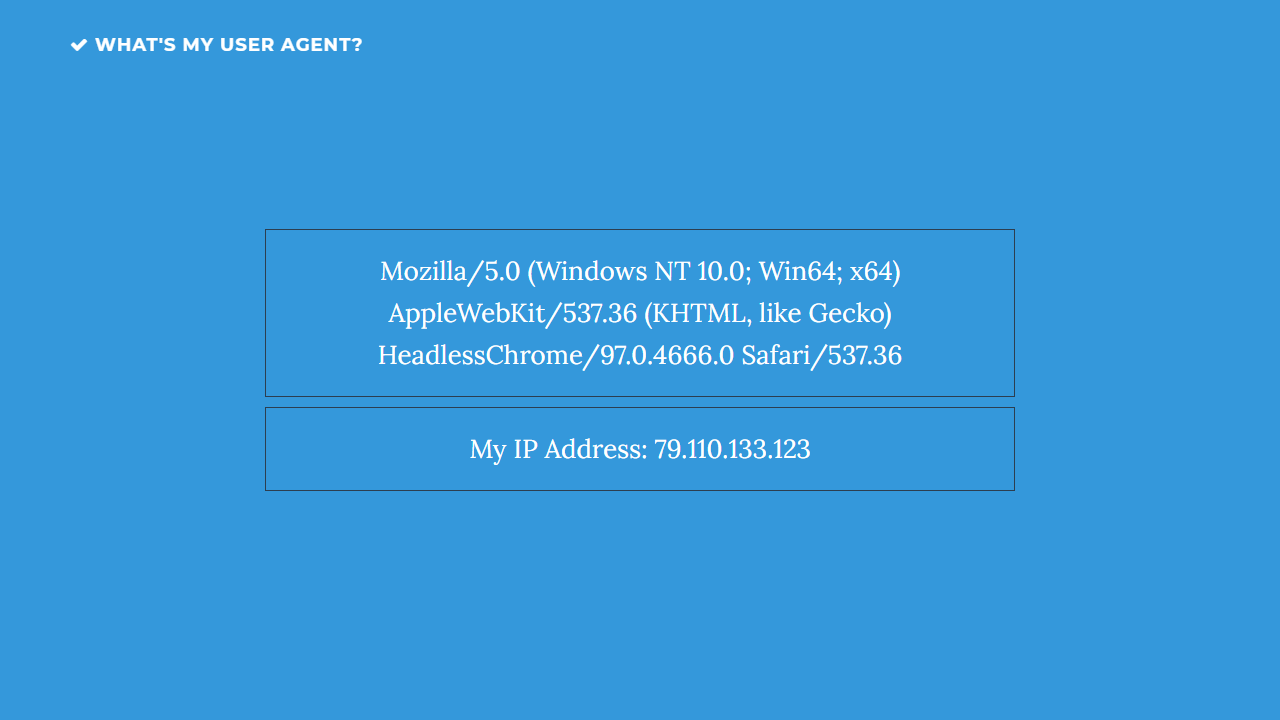 WHAT'S MY USER AGENT?
Mozilla/5.0 (Windows NT 10.0; Win64; x64)
AppleWebKit/537.36 (KHTML, like Gecko)
HeadlessChrome/97.0.4666.0 Safari/537.36
My IP Address: 79.110.133.123